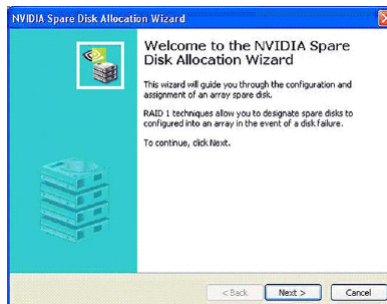 NVIDIA Spare Disk Allocation Wizard
Welcome to the NVIDIA Spare
Disk Allocation Wizard
This wizard will guide you through the configuration and
assignment of an array spare disk.
RAID 1 techniques allow you to designate spare disks to
configured into an array in the event of a disk failure.
To continue, click Next.
< Back
Next >
Cancel